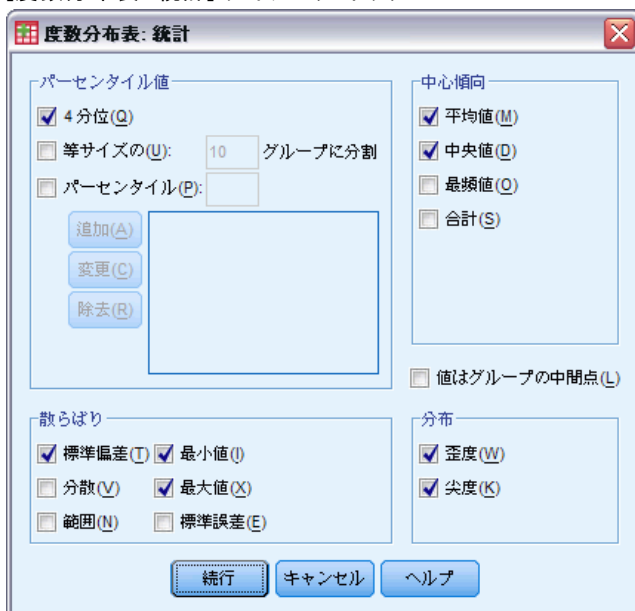 度数分布表: 統計
パーセンタイル値
4分位(Q)
等サイズの(U): 10 グループに分割
パーセンタイル(P):
追加(A)
変更(C)
除去(R)
中心傾向
平均値(M)
中央値(D)
最頻値(O)
合計(S)
値はグループの中間点(L)
散らばり
標準偏差(T) 最小値(I)
分散(V) 最大値(X)
範囲(N) 標準誤差(E)
分布
歪度(W)
尖度(K)
続行 キャンセル ヘルプ